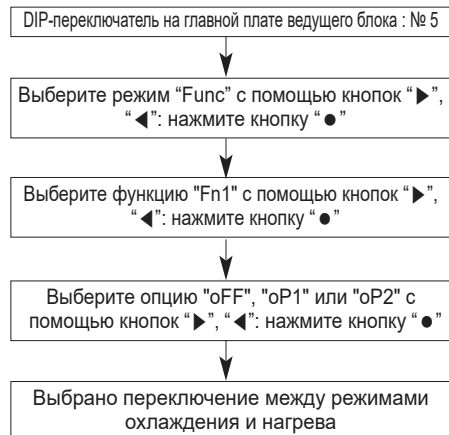 DIP-переключатель на главной плате ведущего блока : № 5
Выберите режим “Func” с помощью кнопок “▶”,
“◀”: нажмите кнопку “●”
Выберите функцию "Fn1" с помощью кнопок “▶”,
“◀”: нажмите кнопку “●”
Выберите опцию "oFF", "oP1" или "oP2" с
помощью кнопок “▶”, “◀”: нажмите кнопку “●”
Выбрано переключение между режимами
охлаждения и нагрева